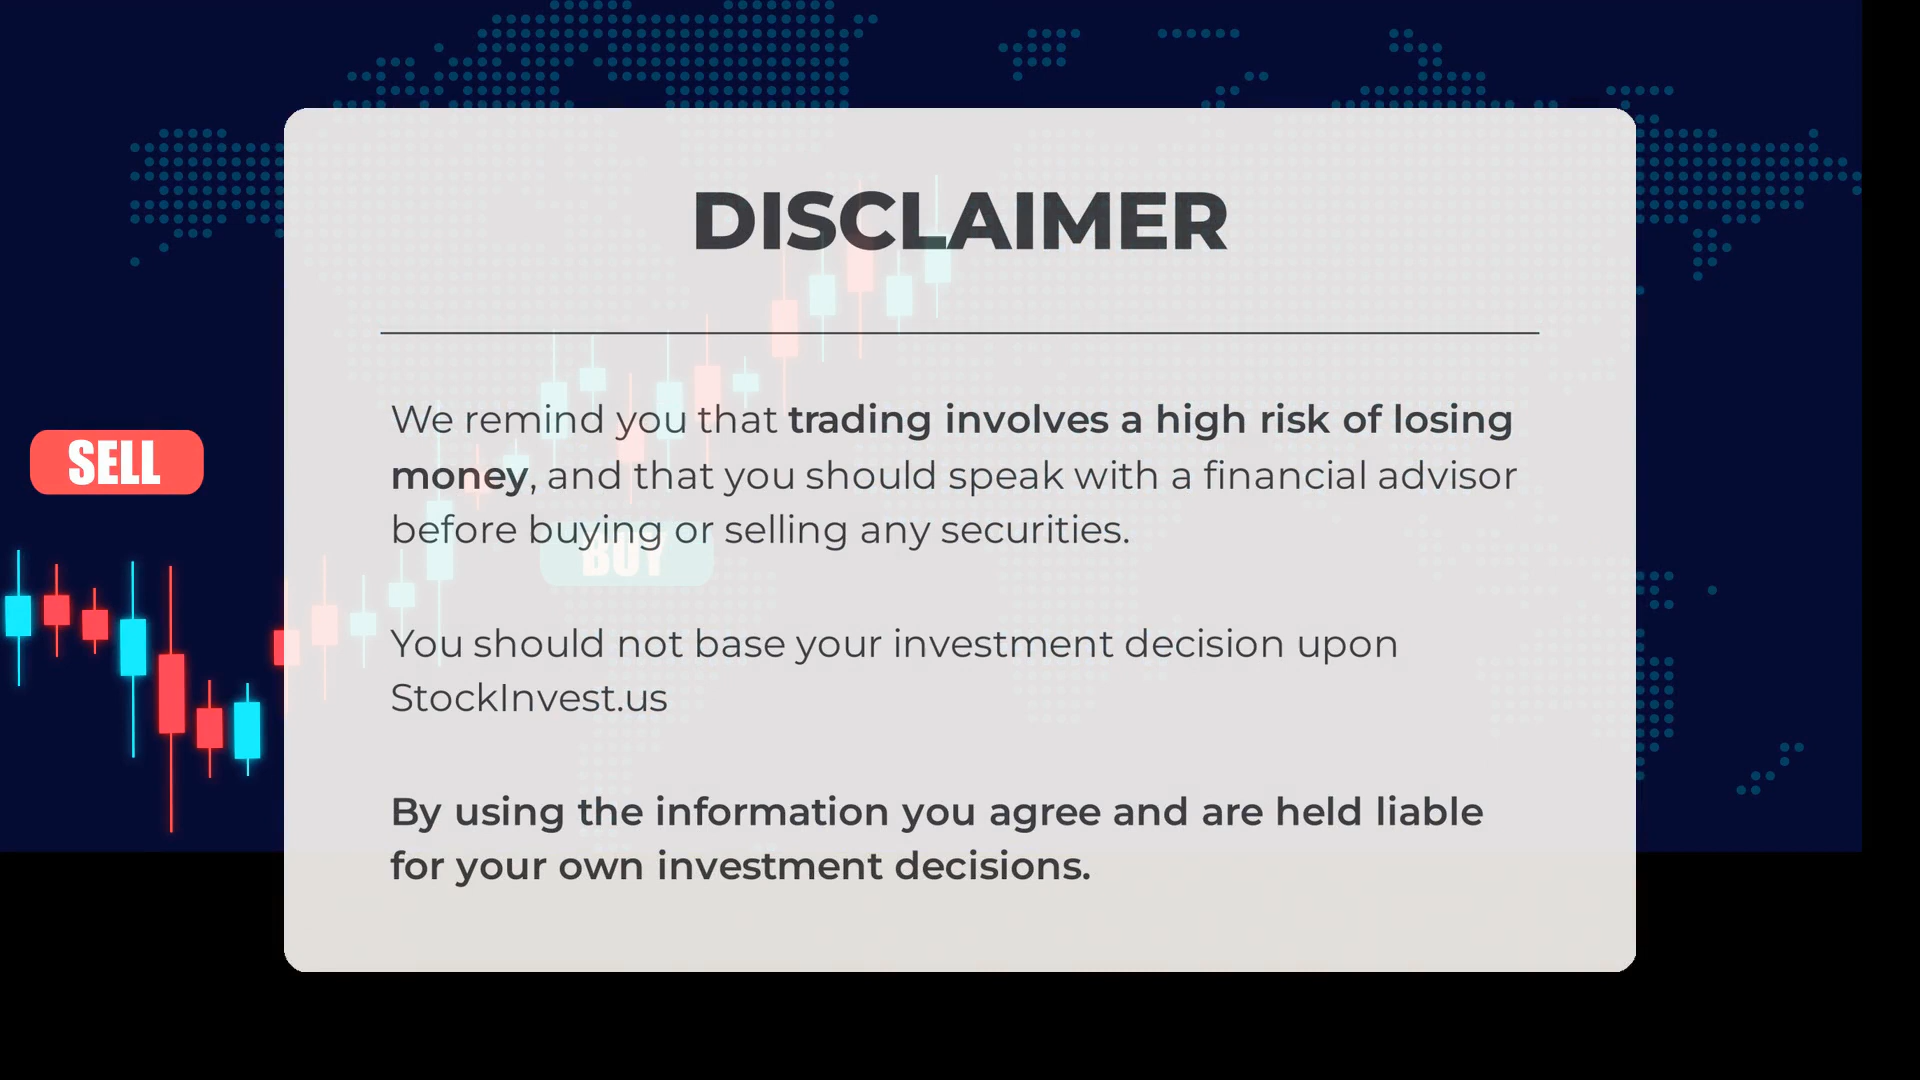 DISCLAIMER
We remind you that trading involves a high risk of losing
money, and that you should speak with a financial advisor
before buying or selling any securities.
You should not base your investment decision upon
StockInvest.us
By using the information you agree and are held liable
for your own investment decisions.
SELL
BUY